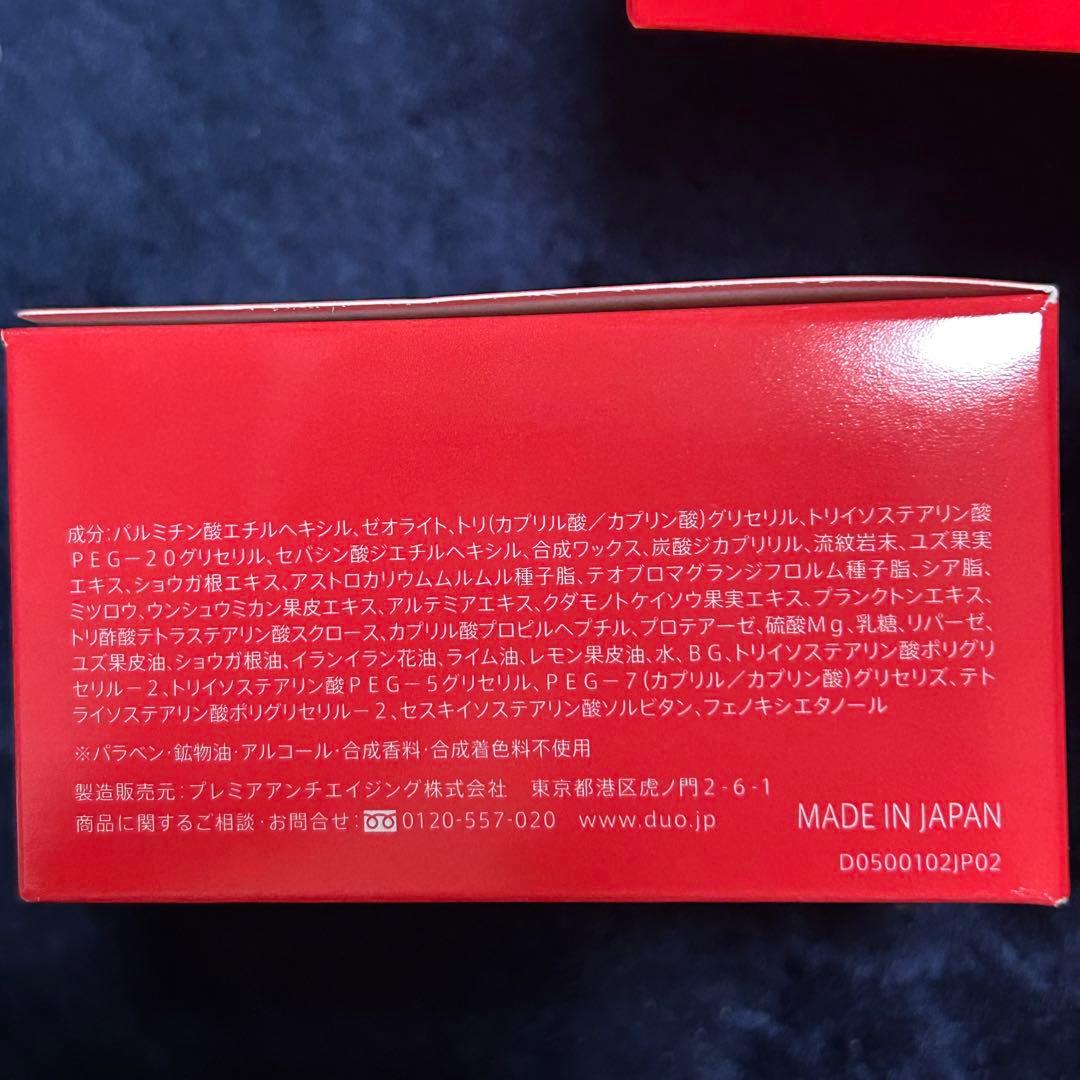 成分:パルミチン酸エチルヘキシル、ゼオライト、トリ(カプリル酸／カプリン酸)グリセリル、トリイソステアリン酸
PEG－20グリセリル、セバシン酸ジエチルヘキシル、合成ワックス、炭酸ジカプリリル、流紋岩末、ユズ果実
エキス、ショウガ根エキス、アストロカリウムムルムル種子脂、テオブロマグランジフロルム種子脂、シア脂、
ミツロウ、ウンシュウミカン果皮エキス、アルテミアエキス、クダモノトケイソウ果実エキス、プランクトンエキス、
トリ酢酸テトラステアリン酸スクロース、カプリル酸プロピルヘプチル、プロテアーゼ、硫酸Mg、乳糖、リパーゼ、
ユズ果皮油、ショウガ根油、イランイラン花油、ライム油、レモン果皮油、水、BG、トリイソステアリン酸ポリグリ
セリル－2、トリイソステアリン酸PEG－5グリセリル、PEG－7(カプリル／カプリン酸)グリセリズ、テト
ライソステアリン酸ポリグリセリル－2、セスキイソステアリン酸ソルビタン、フェノキシエタノール
※パラベン･鉱物油･アルコール･合成香料･合成着色料不使用
製造販売元:プレミアアンチエイジング株式会社 東京都港区虎ノ門2-6-1
商品に関するご相談･お問合せ:0120-557-020 www.duo.jp
MADE IN JAPAN
D0500102JP02